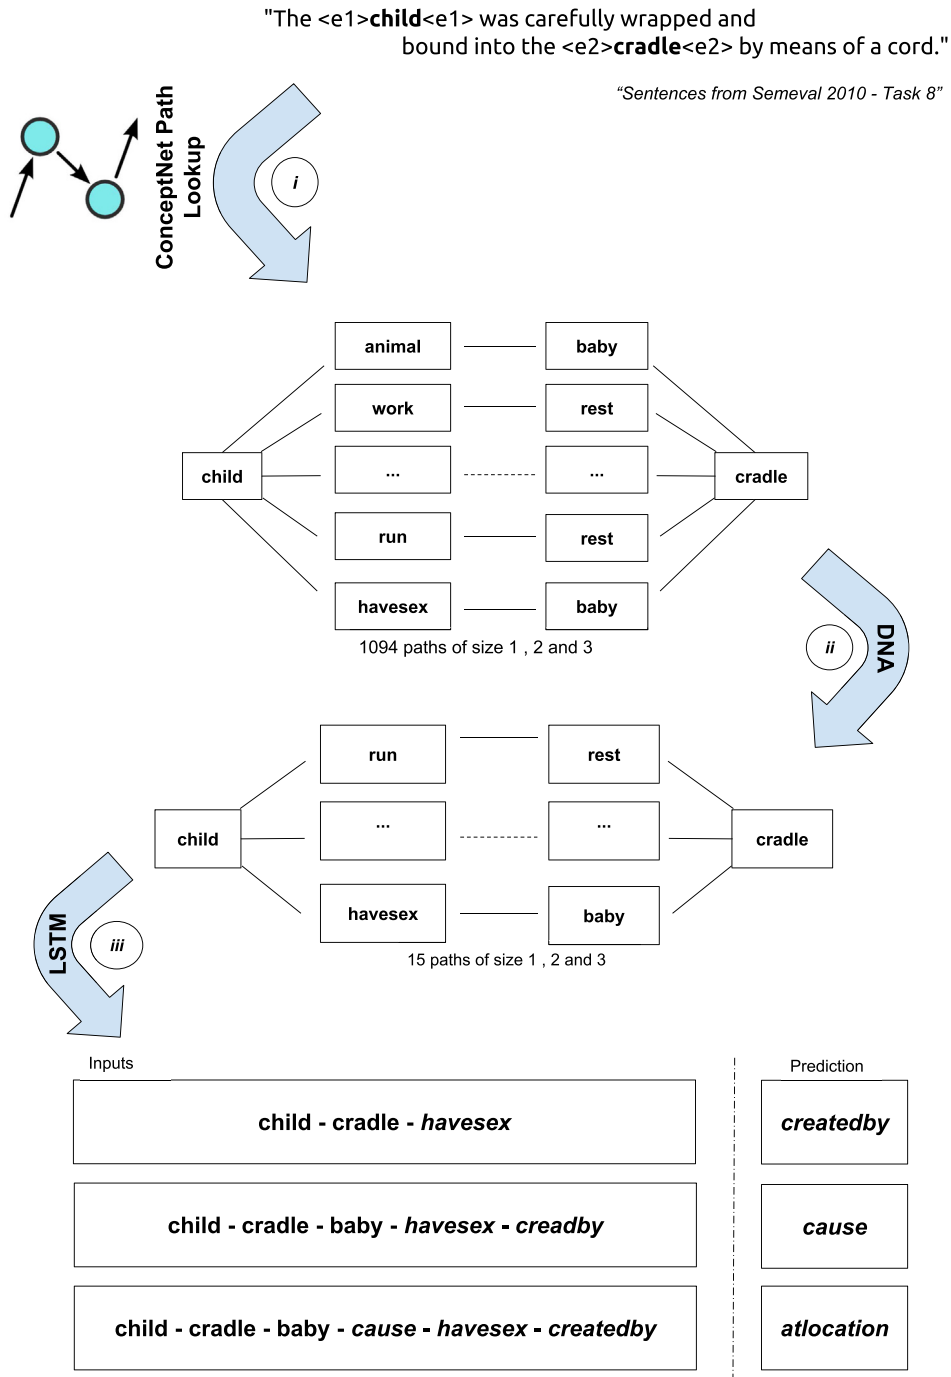 "The <e1>child<e1> was carefully wrapped and
bound into the <e2>cradle<e2> by means of a cord."
“Sentences from Semeval 2010 - Task 8”
ConceptNet Path
Lookup
i
animal
baby
work
rest
child
...
...
cradle
run
rest
havesex
baby
1094 paths of size 1 , 2 and 3
ii
DNA
run
rest
child
...
...
cradle
havesex
baby
15 paths of size 1 , 2 and 3
LSTM
iii
Inputs
Prediction
child - cradle - havesex
createdby
child - cradle - baby - havesex - creadby
cause
child - cradle - baby - cause - havesex - createdby
atlocation